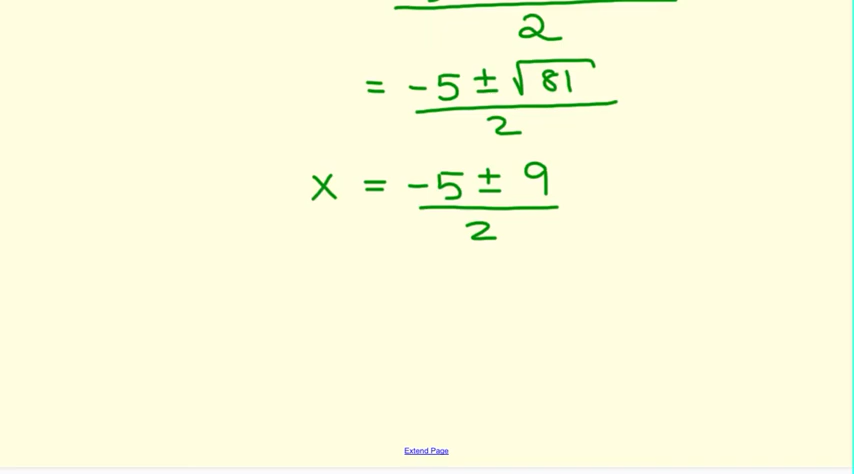 2
= -5 ± √81
2
x = -5 ± 9
2
Extend Page